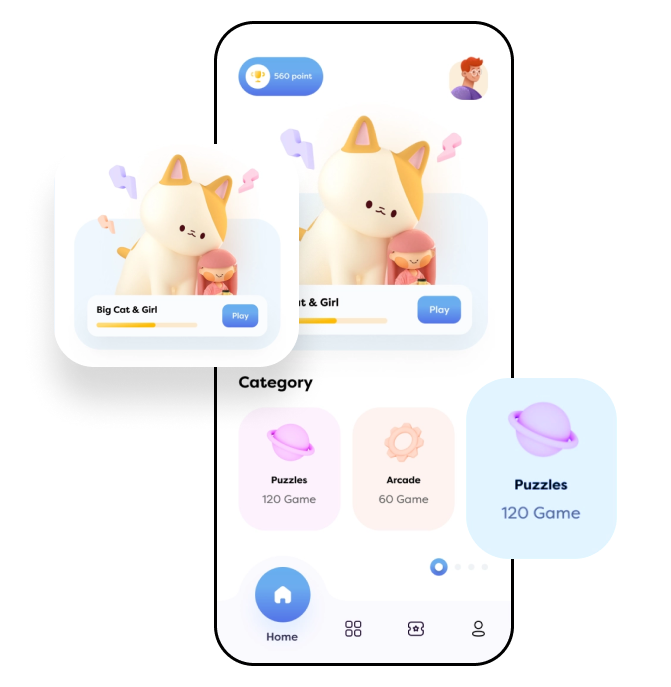 560 point
Big Cat & Girl
Play
t & Girl
Play
Category
Puzzles
120 Game
Arcade
60 Game
Puzzles
120 Game
Home